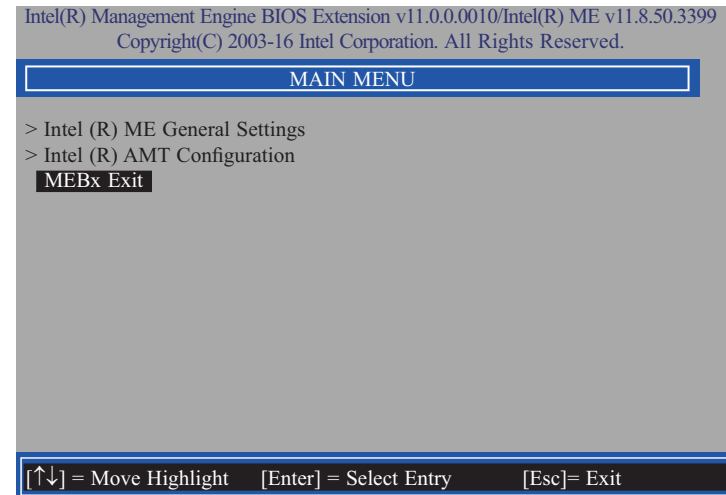 Intel(R) Management Engine BIOS Extension v11.0.0.0010/Intel(R) ME v11.8.50.3399
Copyright(C) 2003-16 Intel Corporation. All Rights Reserved.
MAIN MENU
> Intel (R) ME General Settings
> Intel (R) AMT Configuration
MEBx Exit
[↑↓] = Move Highlight [Enter] = Select Entry [Esc]= Exit